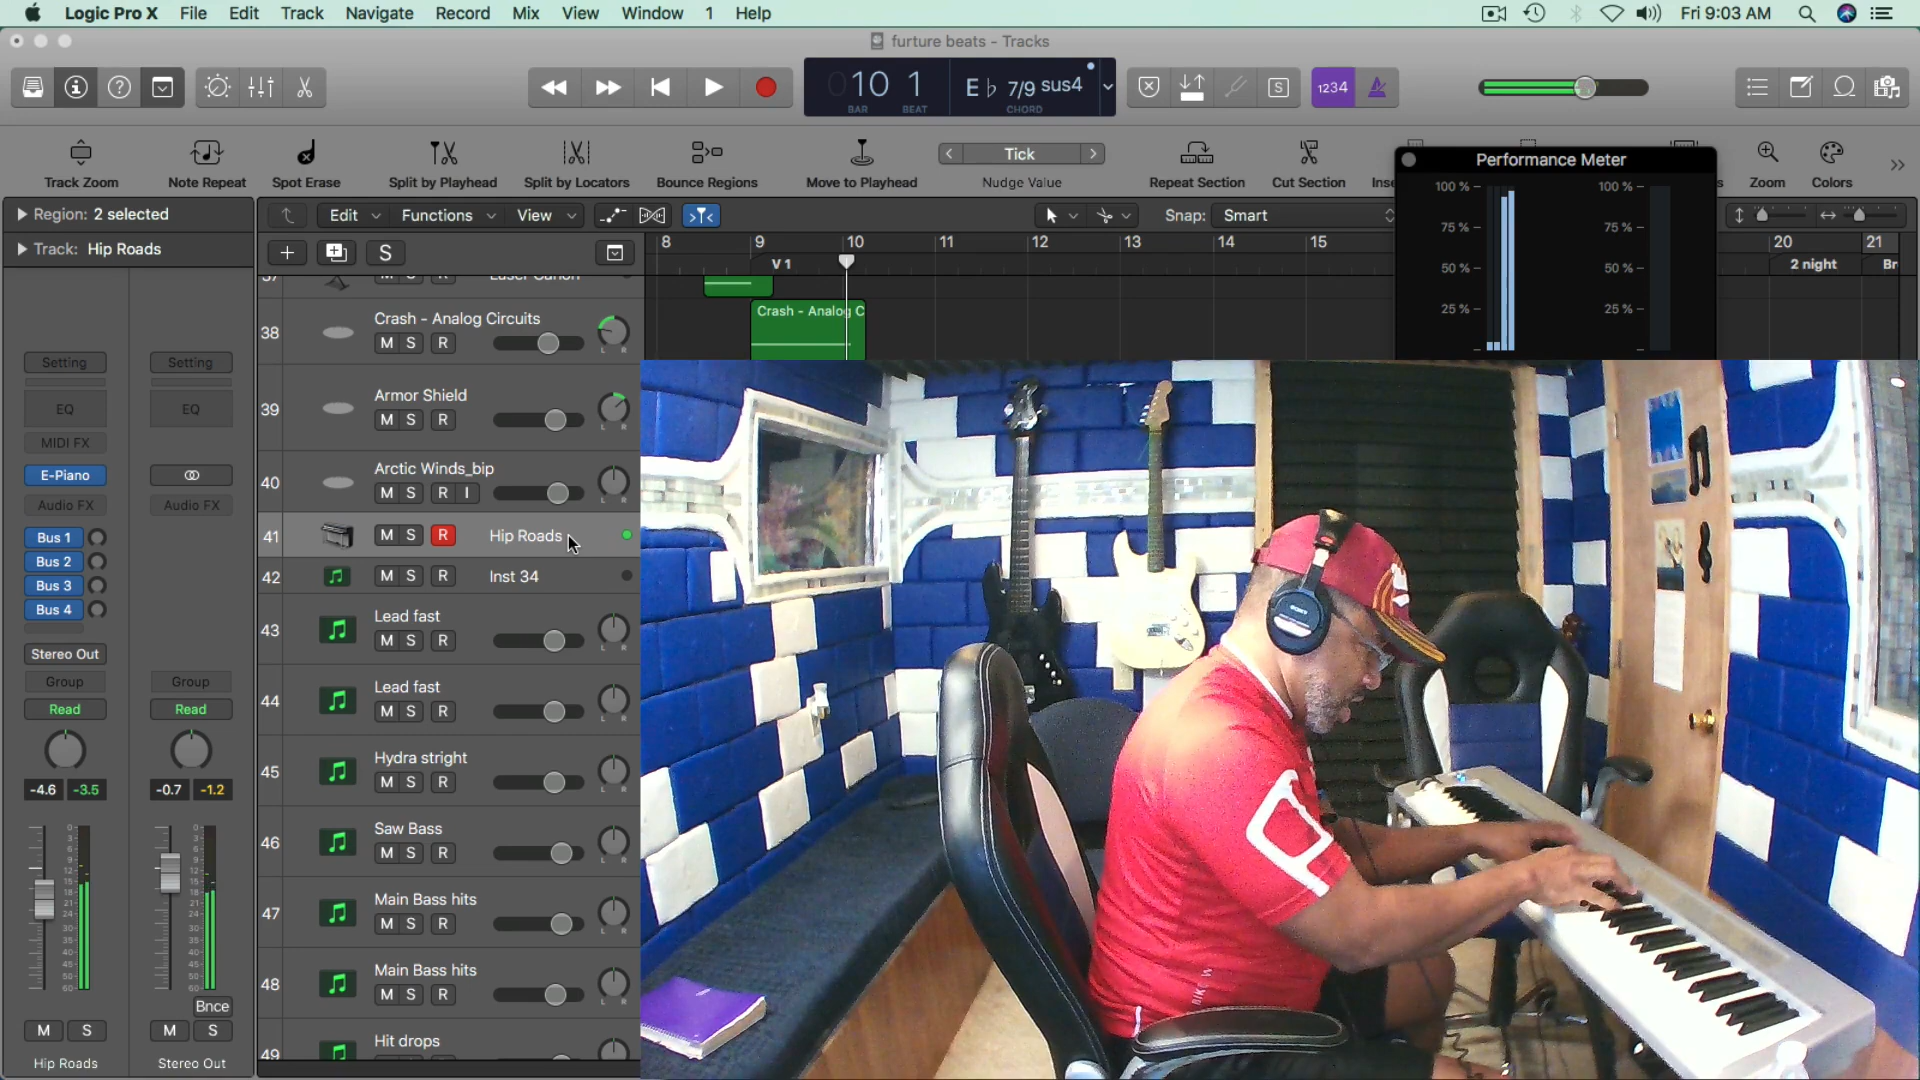 Logic Pro X File Edit Track Navigate Record Mix View Window 1 Help Fri 9:03 AM
furture beats - Tracks
010 1 E♭ 7/9 sus4
BAR BEAT CHORD
S 1234
Track Zoom Note Repeat Spot Erase Split by Playhead Split by Locators Bounce Regions Move to Playhead Tick Nudge Value Repeat Section Cut Section Zoom Colors
Performance Meter
100 % 100 %
75 % 75 %
50 % 50 %
25 % 25 %
Region: 2 selected
Track: Hip Roads
Edit Functions View Snap: Smart
8 9 10 11 12 13 14 15 20 21
S V 1 2 night
37 Laser Canon
38 Crash - Analog Circuits
M S R
Crash - Analog C
39 Armor Shield
M S R
40 Arctic Winds_bip
M S R I
41 M S R Hip Roads
42 M S R Inst 34
43 Lead fast
M S R
44 Lead fast
M S R
45 Hydra stright
M S R
46 Saw Bass
M S R
47 Main Bass hits
M S R
48 Main Bass hits
M S R
49 Hit drops
Setting Setting
EQ EQ
MIDI FX
E-Piano
Audio FX Audio FX
Bus 1
Bus 2
Bus 3
Bus 4
Stereo Out
Group Group
Read Read
-4.6 -3.5 -0.7 -1.2
Bnce
M S M S
Hip Roads Stereo Out
SONY